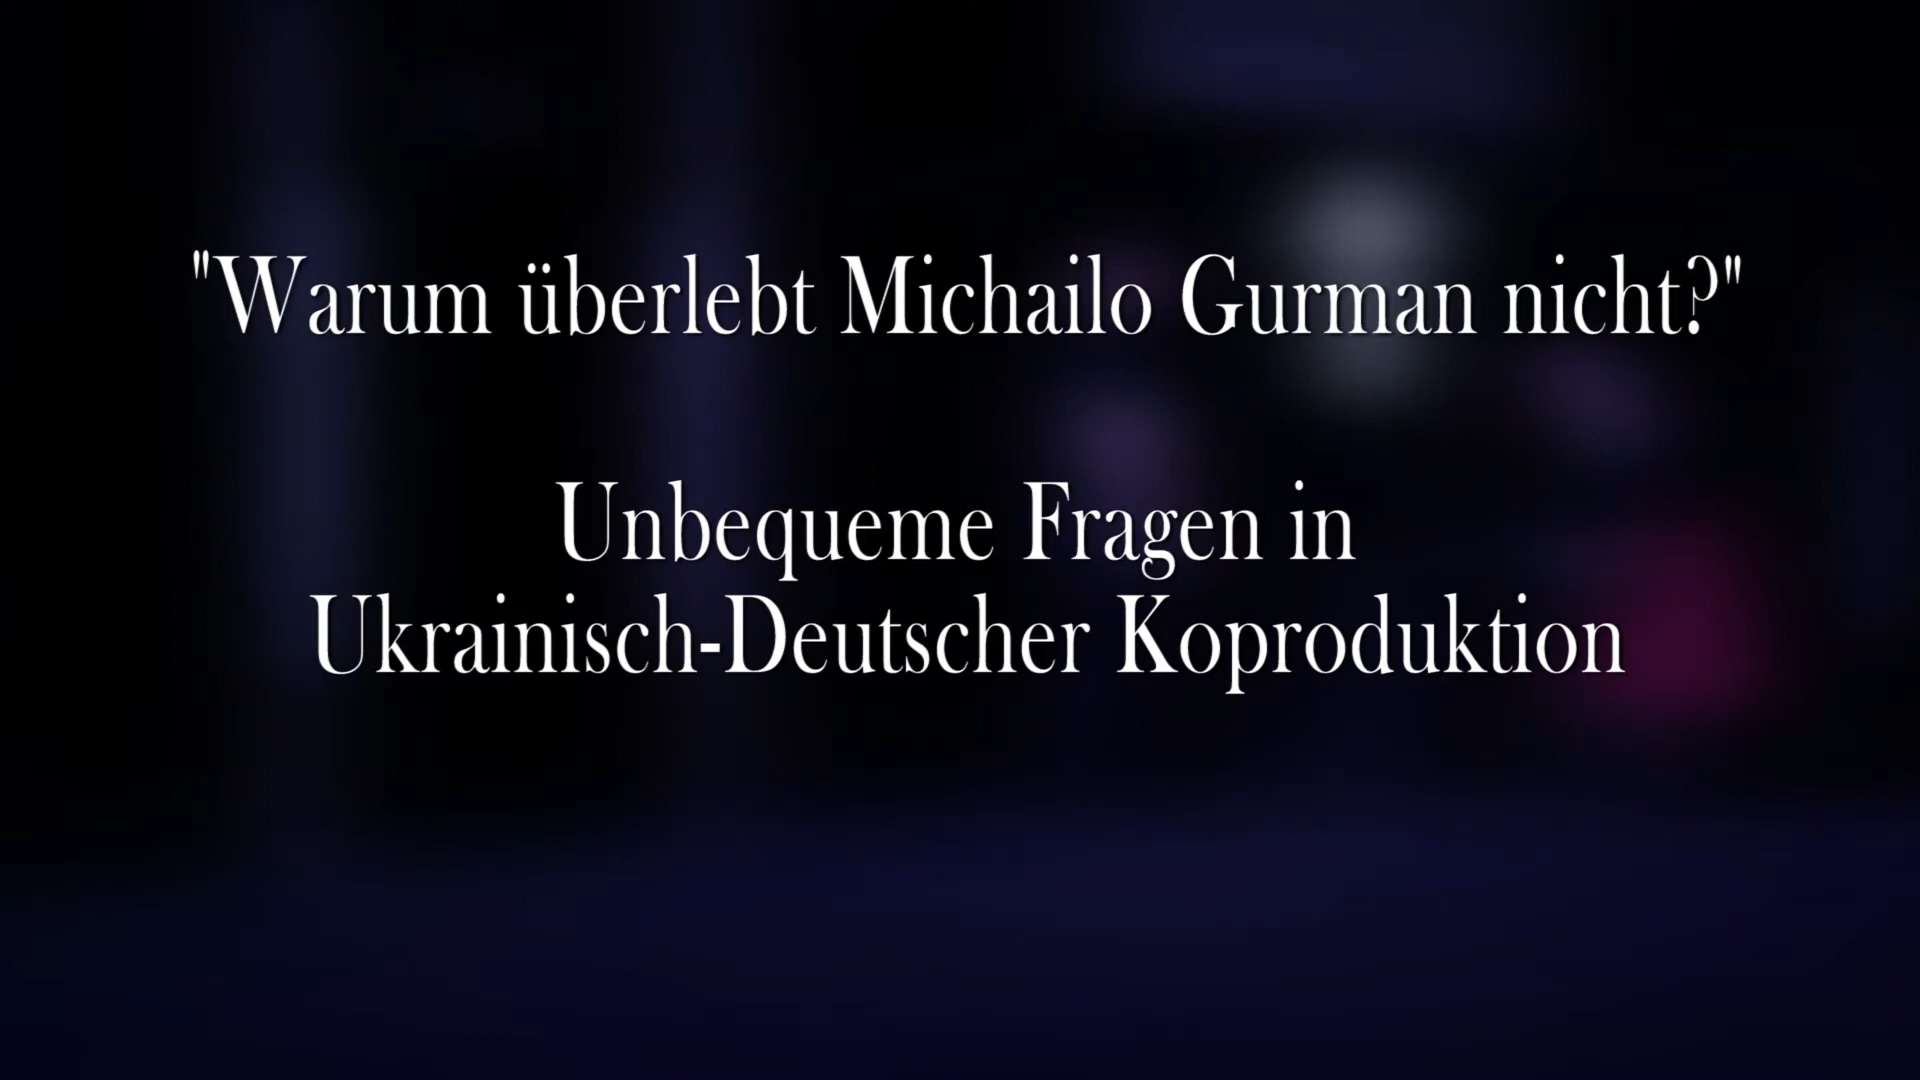 "Warum überlebt Michailo Gurman nicht?"
Unbequeme Fragen in
Ukrainisch-Deutscher Koproduktion